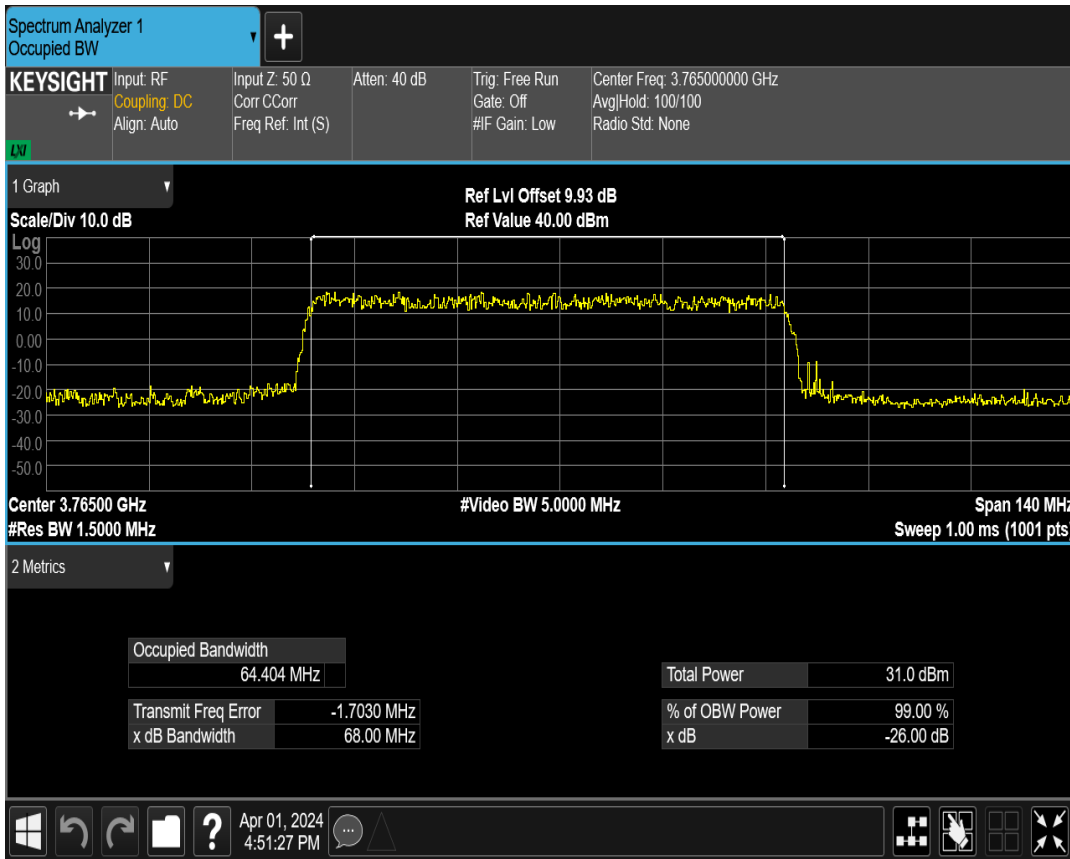 Spectrum Analyzer 1
Occupied BW
+
KEYSIGHT
LXI
Input: RF
Coupling: DC
Align: Auto
Input Z: 50 Ω
Corr CCorr
Freq Ref: Int (S)
Atten: 40 dB
Trig: Free Run
Gate: Off
#IF Gain: Low
Center Freq: 3.765000000 GHz
Avg|Hold: 100/100
Radio Std: None
1 Graph
Scale/Div 10.0 dB
Ref Lvl Offset 9.93 dB
Ref Value 40.00 dBm
Log
30.0
20.0
10.0
0.00
-10.0
-20.0
-30.0
-40.0
-50.0
Center 3.76500 GHz
#Video BW 5.0000 MHz
Span 140 MHz
#Res BW 1.5000 MHz
Sweep 1.00 ms (1001 pts)
2 Metrics
Occupied Bandwidth
64.404 MHz
Total Power 31.0 dBm
Transmit Freq Error -1.7030 MHz
% of OBW Power 99.00 %
x dB Bandwidth 68.00 MHz
x dB -26.00 dB
?
Apr 01, 2024
4:51:27 PM